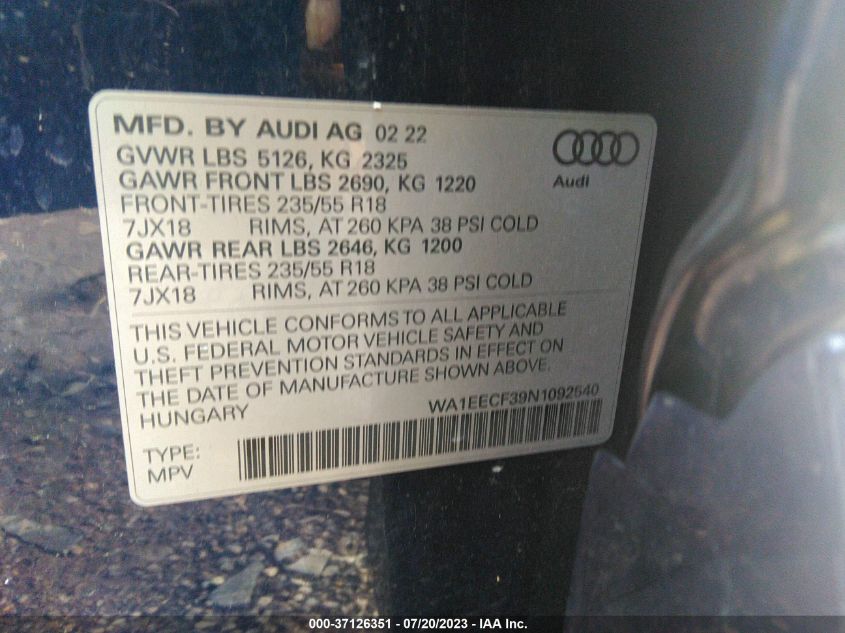 MFD. BY AUDI AG 02 22
GVWR LBS 5126, KG 2325
GAWR FRONT LBS 2690, KG 1220
FRONT-TIRES 235/55 R18
7JX18 RIMS, AT 260 KPA 38 PSI COLD
GAWR REAR LBS 2646, KG 1200
REAR-TIRES 235/55 R18
7JX18 RIMS, AT 260 KPA 38 PSI COLD
Audi
THIS VEHICLE CONFORMS TO ALL APPLICABLE
U.S. FEDERAL MOTOR VEHICLE SAFETY AND
THEFT PREVENTION STANDARDS IN EFFECT ON
THE DATE OF MANUFACTURE SHOWN ABOVE.
HUNGARY WA1EECF39N1092540
TYPE:
MPV
000-37126351 - 07/20/2023 - IAA Inc.